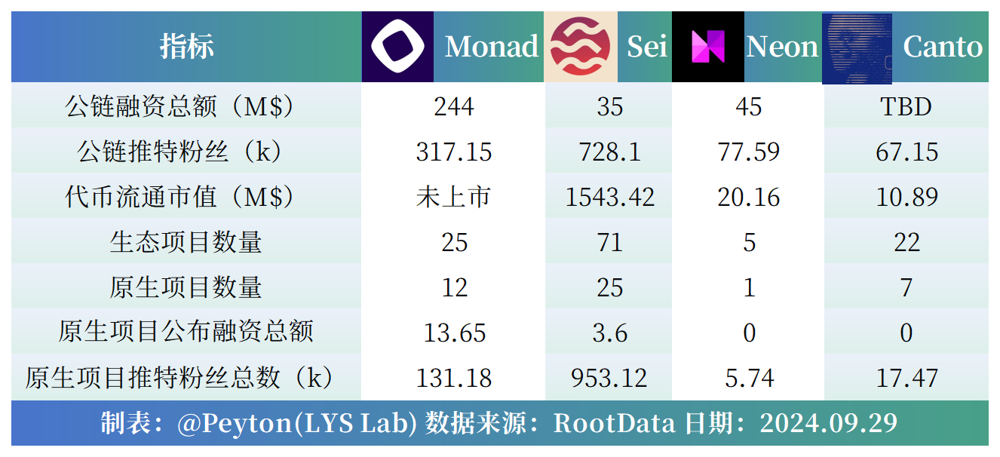 指标 Monad Sei Neon Canto
公链融资总额（M$） 244 35 45 TBD
公链推特粉丝（k） 317.15 728.1 77.59 67.15
代币流通市值（M$） 未上市 1543.42 20.16 10.89
生态项目数量 25 71 5 22
原生项目数量 12 25 1 7
原生项目公布融资总额 13.65 3.6 0 0
原生项目推特粉丝总数（k） 131.18 953.12 5.74 17.47
制表：@Peyton(LYS Lab) 数据来源：RootData 日期：2024.09.29